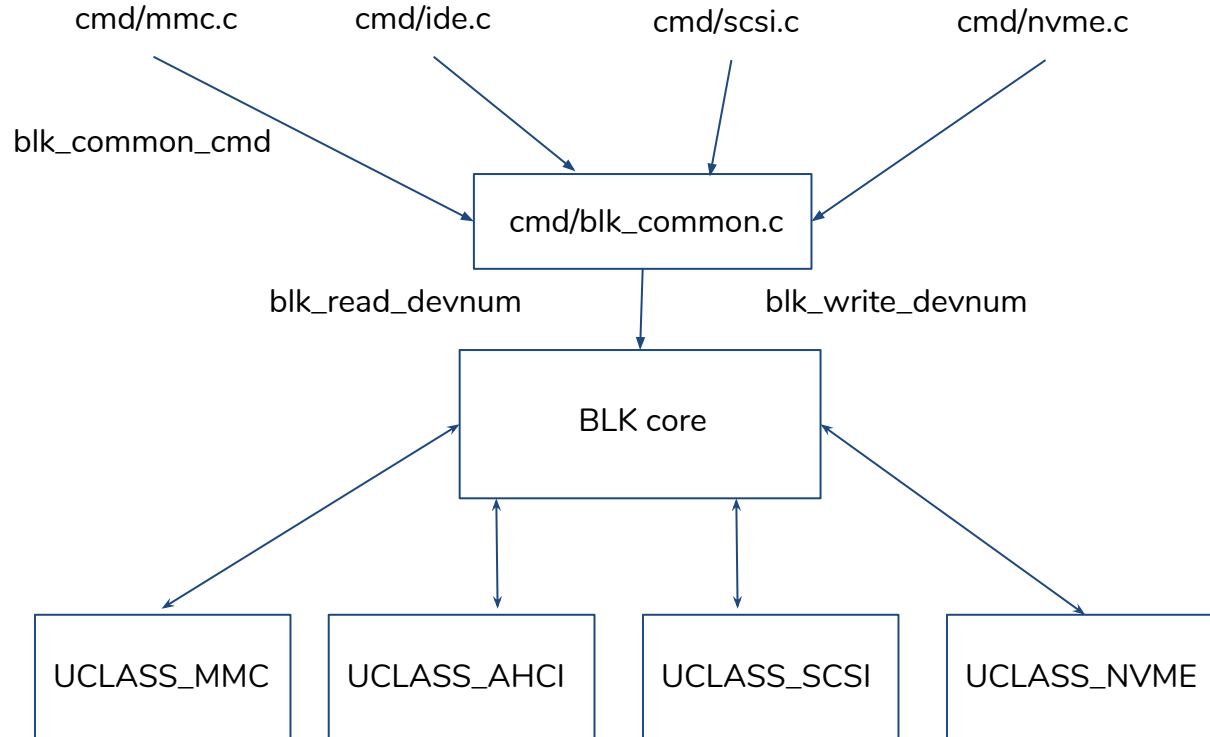 cmd/mmc.c
cmd/ide.c
cmd/scsi.c
cmd/nvme.c
blk_common_cmd
cmd/blk_common.c
blk_read_devnum
blk_write_devnum
BLK core
UCLASS_MMC
UCLASS_AHCI
UCLASS_SCSI
UCLASS_NVME